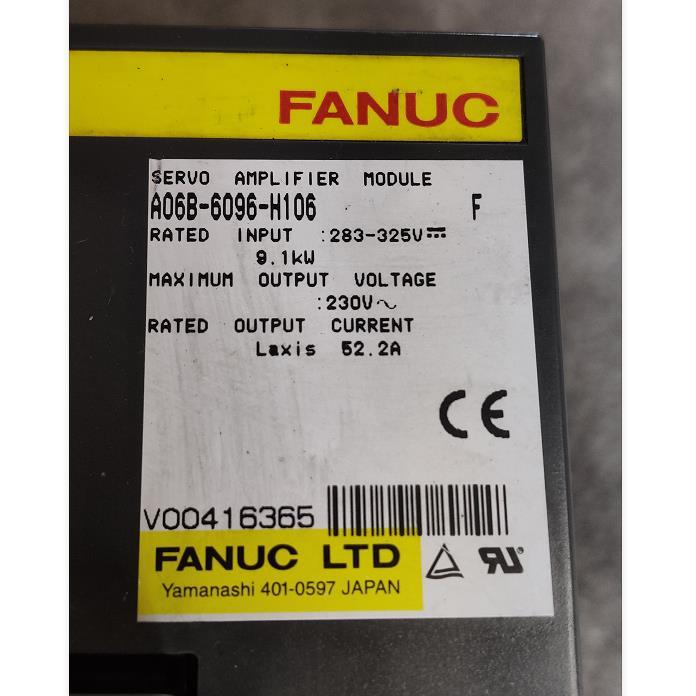 FANUC
SERVO AMPLIFIER MODULE
A06B-6096-H106 F
RATED INPUT :283-325V⎓
9.1kW
MAXIMUM OUTPUT VOLTAGE
:230V~
RATED OUTPUT CURRENT
Laxis 52.2A
CE
V00416365
FANUC LTD
Yamanashi 401-0597 JAPAN